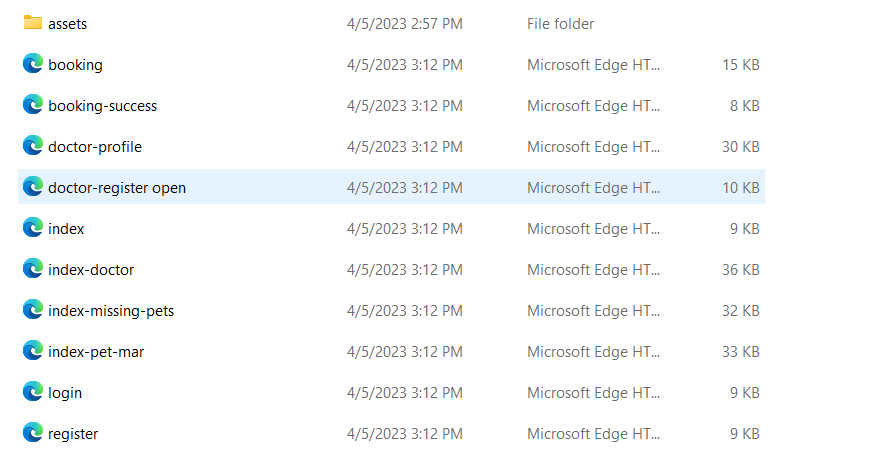 assets 4/5/2023 2:57 PM File folder
booking 4/5/2023 3:12 PM Microsoft Edge HT... 15 KB
booking-success 4/5/2023 3:12 PM Microsoft Edge HT... 8 KB
doctor-profile 4/5/2023 3:12 PM Microsoft Edge HT... 30 KB
doctor-register open 4/5/2023 3:12 PM Microsoft Edge HT... 10 KB
index 4/5/2023 3:12 PM Microsoft Edge HT... 9 KB
index-doctor 4/5/2023 3:12 PM Microsoft Edge HT... 36 KB
index-missing-pets 4/5/2023 3:12 PM Microsoft Edge HT... 32 KB
index-pet-mar 4/5/2023 3:12 PM Microsoft Edge HT... 33 KB
login 4/5/2023 3:12 PM Microsoft Edge HT... 9 KB
register 4/5/2023 3:12 PM Microsoft Edge HT... 9 KB